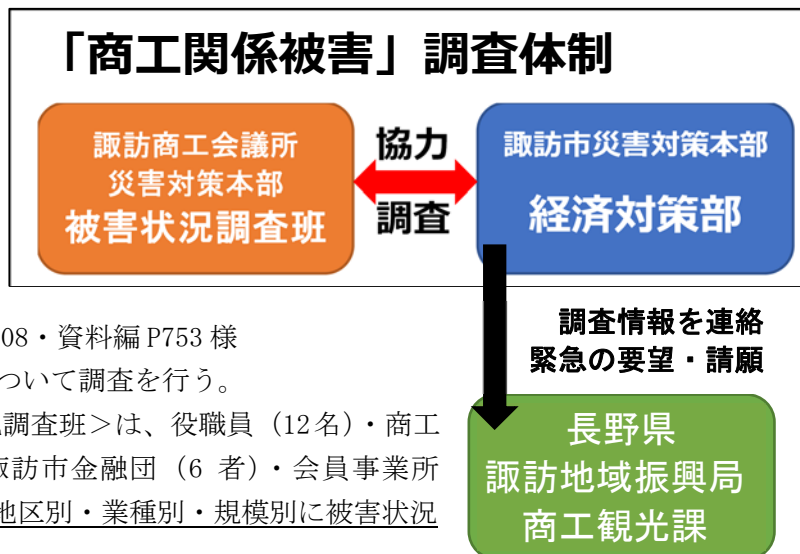 「商工関係被害」調査体制
諏訪商工会議所
災害対策本部
被害状況調査班
協力
調査
諏訪市災害対策本部
経済対策部
調査情報を連絡
緊急の要望・請願
長野県
諏訪地域振興局
商工観光課
08・資料編 P753 様
ついて調査を行う。
調査班>は、役職員（12名）・商工
諏訪市金融団（6 者）・会員事業所
地区別・業種別・規模別に被害状況